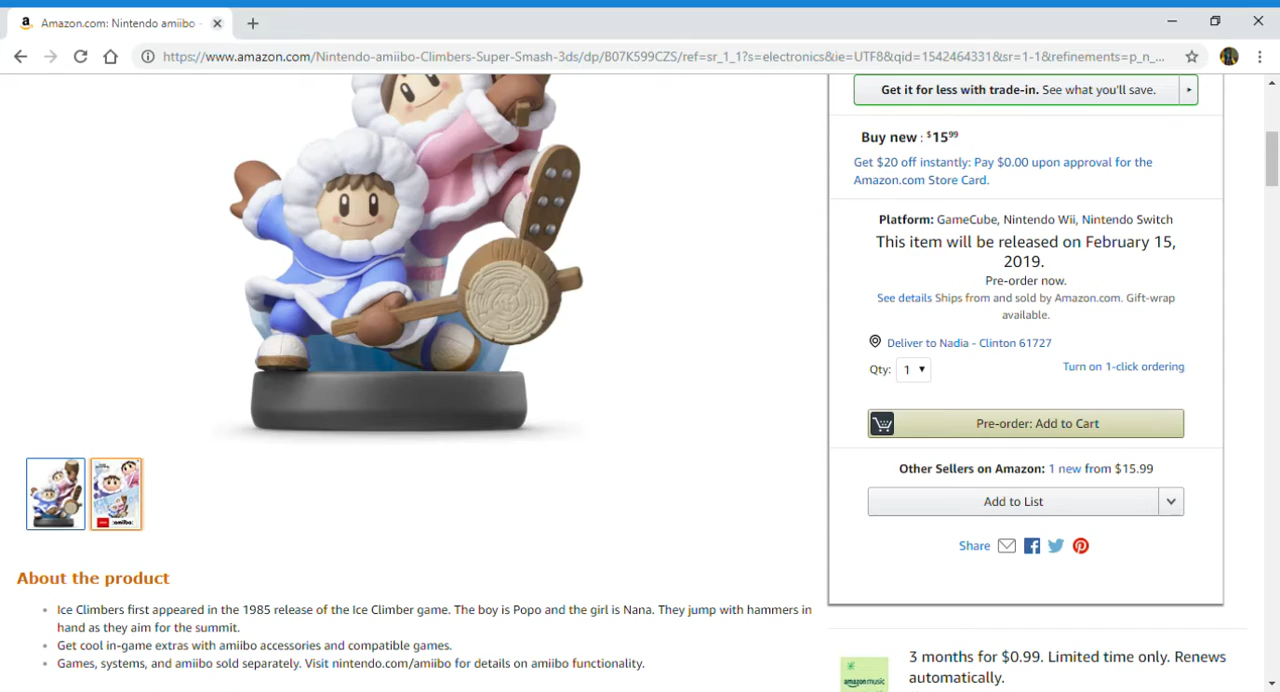 Amazon.com: Nintendo amiibo -
https://www.amazon.com/Nintendo-amiibo-Climbers-Super-Smash-3ds/dp/B07K599CZS/ref=sr_1_1?s=electronics&ie=UTF8&qid=1542464331&sr=1-1&refinements=p_n_...
Get it for less with trade-in. See what you'll save.
Buy new : $15.99
Get $20 off instantly: Pay $0.00 upon approval for the
Amazon.com Store Card.
Platform: GameCube, Nintendo Wii, Nintendo Switch
This item will be released on February 15,
2019.
Pre-order now.
See details Ships from and sold by Amazon.com. Gift-wrap
available.
Deliver to Nadia - Clinton 61727
Qty: 1
Turn on 1-click ordering
Pre-order: Add to Cart
Other Sellers on Amazon: 1 new from $15.99
Add to List
Share
amiibo
About the product
Ice Climbers first appeared in the 1985 release of the Ice Climber game. The boy is Popo and the girl is Nana. They jump with hammers in
hand as they aim for the summit.
Get cool in-game extras with amiibo accessories and compatible games.
Games, systems, and amiibo sold separately. Visit nintendo.com/amiibo for details on amiibo functionality.
amazon music
3 months for $0.99. Limited time only. Renews
automatically.